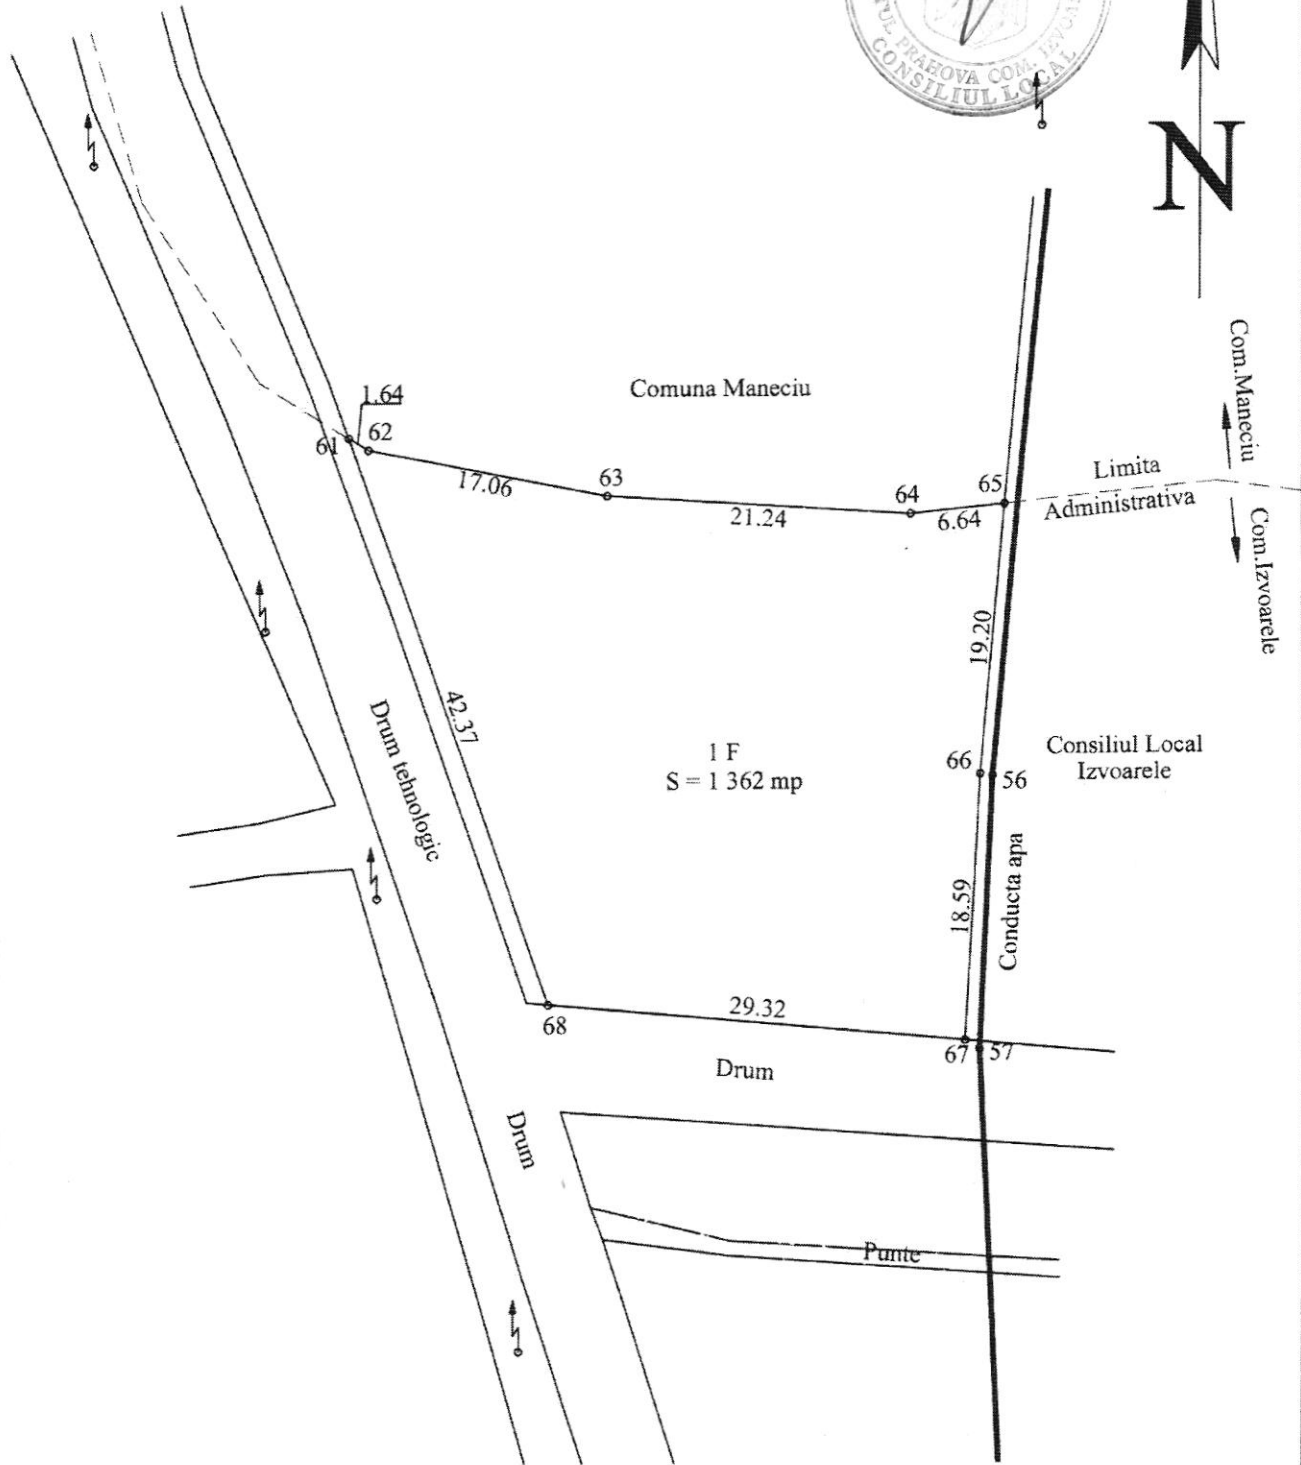 PRAHOVA COM.
CONSILIUL LOCAL
N
Com.Maneciu
Comuna Maneciu
1.64
61
62
17.06
63
21.24
64
6.64
65
Limita
Administrativa
Com.Izvoarele
19.20
42.37
Drum tehnologic
1 F
S = 1 362 mp
66
56
Consiliul Local
Izvoarele
18.59
Conducta apa
68
29.32
67
57
Drum
Drum
Punte